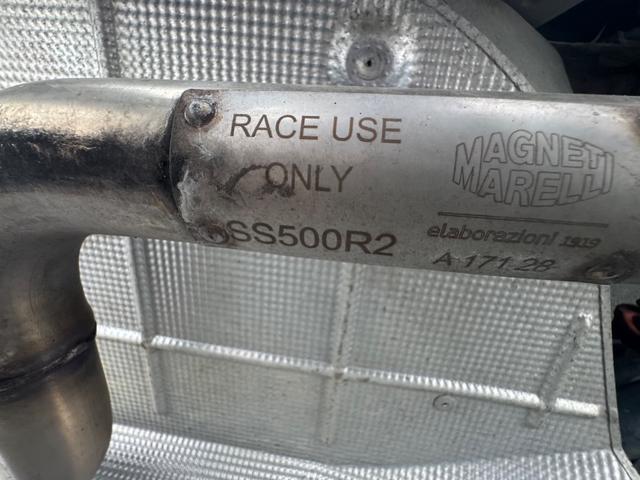 RACE USE
ONLY
SS500R2
MAGNETI
MARELLI
elaborazioni 1919
A 171.28